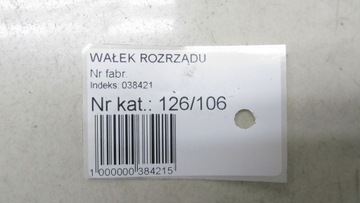 WAŁEK ROZRZĄDU
Nr fabr.
Indeks: 038421
Nr kat.: 126/106
1 000000 384215